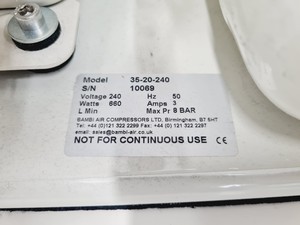 Model 35-20-240
S/N 10069
Voltage 240 Hz 50
Watts 660 Amps 3
L Min Max Pr 8 BAR
BAMBI AIR COMPRESSORS LTD, Birmingham, B7 5HT
Tel +44 (0) 121 322 2299 Fax +44 (0) 121 322 2297
email: sales@bambi-air.co.uk
NOT FOR CONTINUOUS USE CE